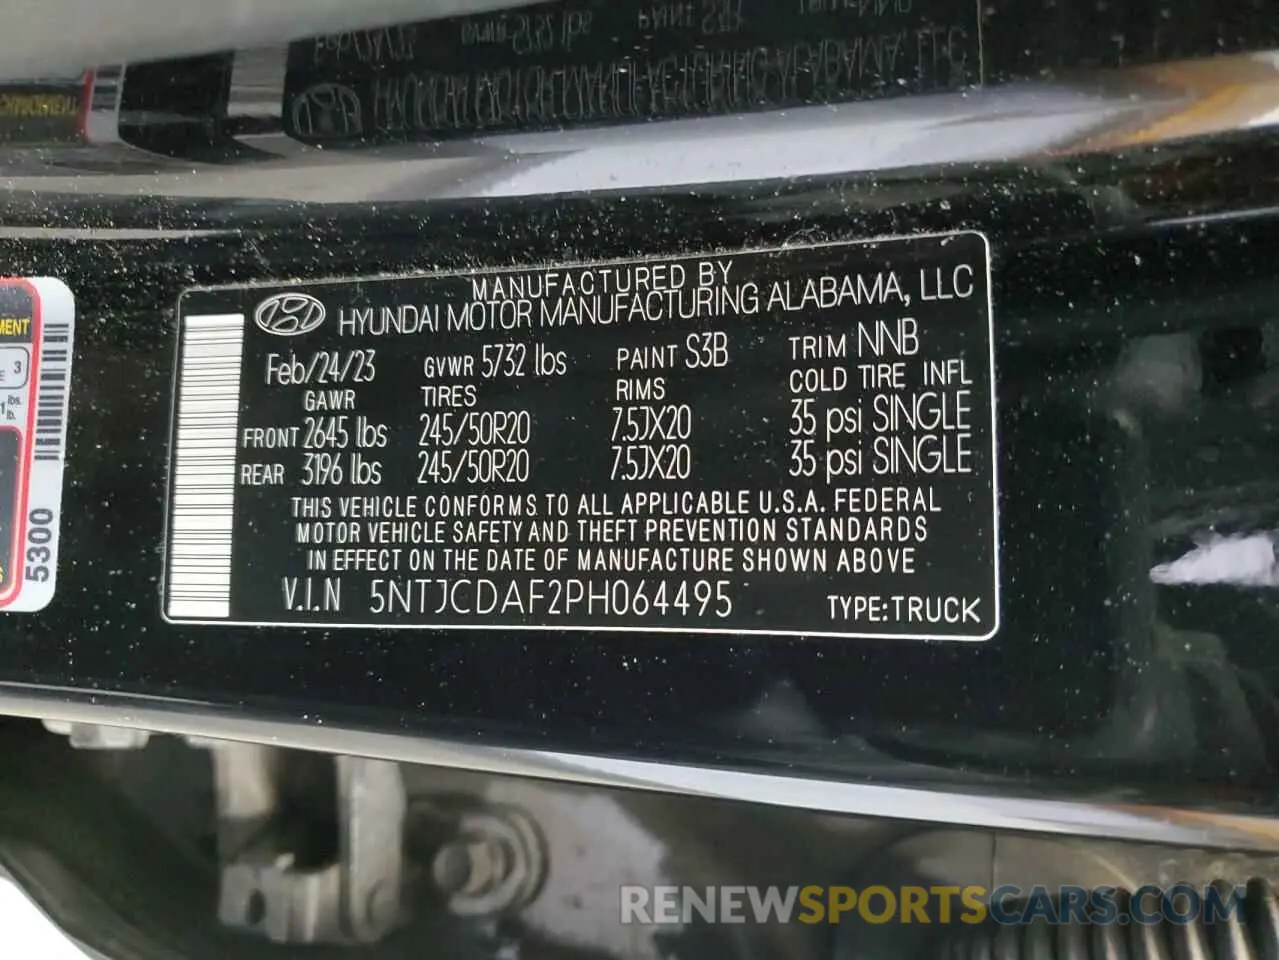 MANUFACTURED BY
HYUNDAI MOTOR MANUFACTURING ALABAMA, LLC
Feb/24/23 GVWR 5732 lbs PAINT S3B TRIM NNB
GAWR TIRES RIMS COLD TIRE INFL
FRONT 2645 lbs 245/50R20 7.5JX20 35 psi SINGLE
REAR 3196 lbs 245/50R20 7.5JX20 35 psi SINGLE
THIS VEHICLE CONFORMS TO ALL APPLICABLE U.S.A. FEDERAL
MOTOR VEHICLE SAFETY AND THEFT PREVENTION STANDARDS
IN EFFECT ON THE DATE OF MANUFACTURE SHOWN ABOVE
V.I.N 5NTJCDAF2PH064495 TYPE:TRUCK
3
lbs.
lb.
5300
RENEWSPORTSCARS.COM